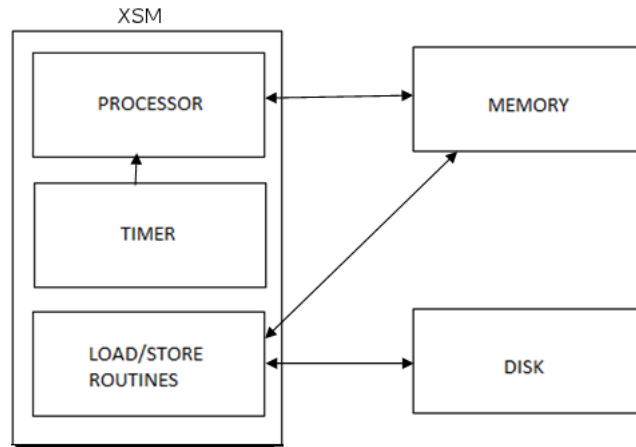 XSM
PROCESSOR
MEMORY
TIMER
LOAD/STORE
ROUTINES
DISK